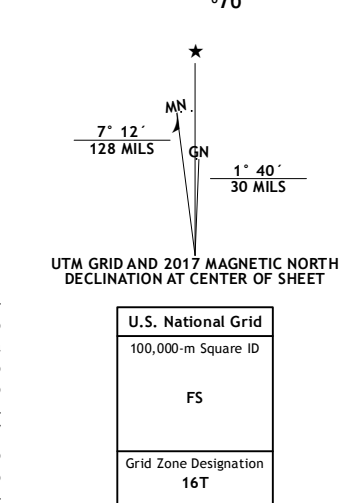 ⁶70
★
MN
7° 12´
128 MILS
GN
1° 40´
30 MILS
UTM GRID AND 2017 MAGNETIC NORTH
DECLINATION AT CENTER OF SHEET
U.S. National Grid
100,000-m Square ID
FS
Grid Zone Designation
16T